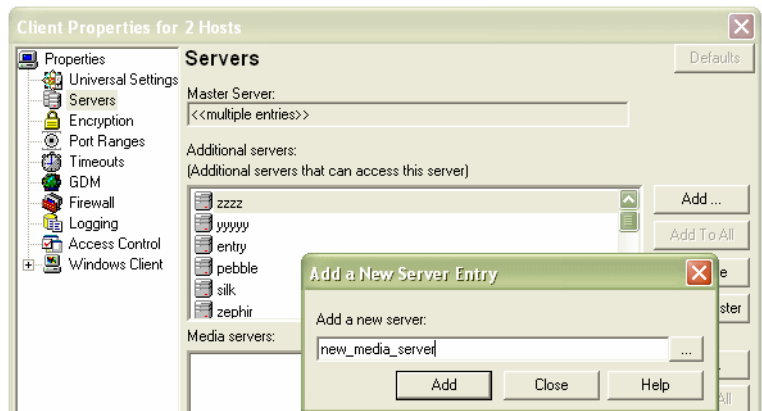 Client Properties for 2 Hosts
Properties
Universal Settings
Servers
Encryption
Port Ranges
Timeouts
GDM
Firewall
Logging
Access Control
Windows Client
Servers
Defaults
Master Server:
<<multiple entries>>
Additional servers:
(Additional servers that can access this server)
zzzz
yyyyy
entry
pebble
silk
zephir
Add ...
Add To All
Media servers:
Add a New Server Entry
Add a new server:
new_media_server
...
Add
Close
Help